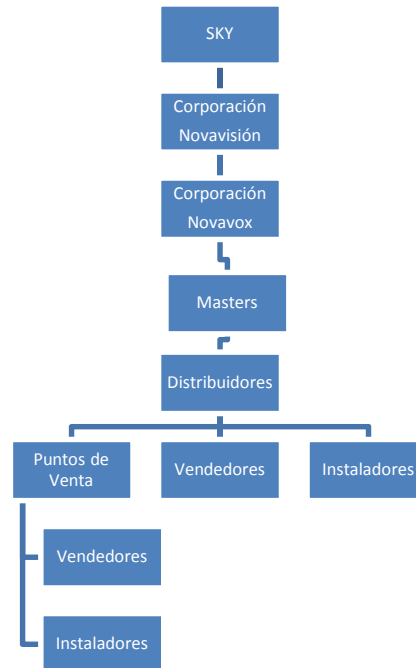 SKY
Corporación
Novavisión
Corporación
Novavox
Masters
Distribuidores
Puntos de
Venta
Vendedores
Instaladores
Vendedores
Instaladores